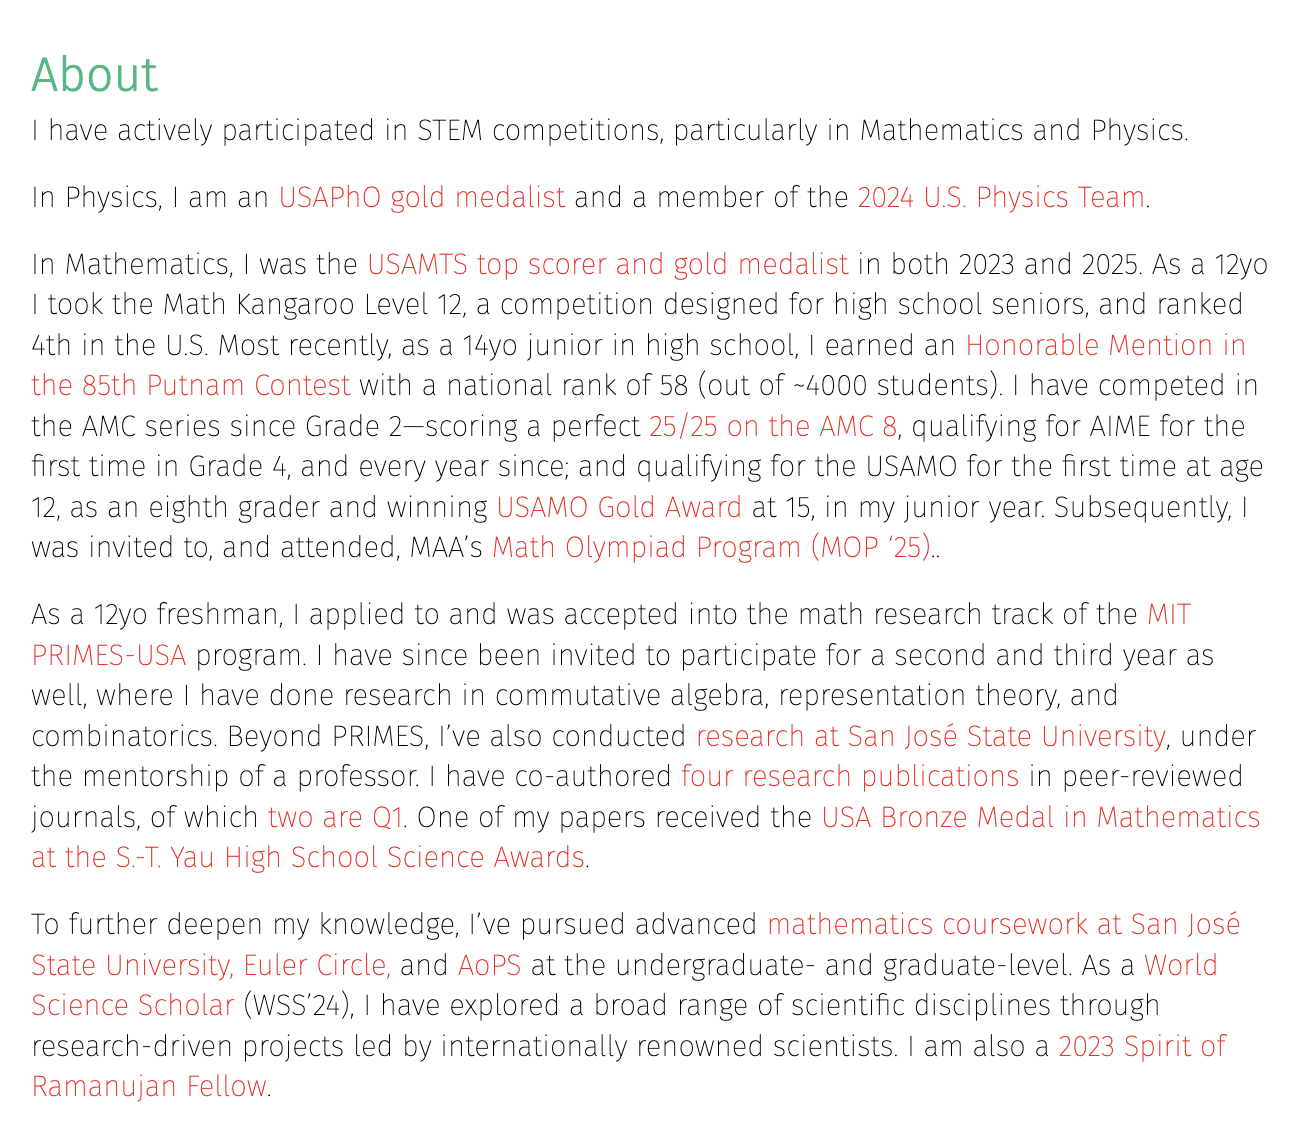 About
I have actively participated in STEM competitions, particularly in Mathematics and Physics.
In Physics, I am an USAPhO gold medalist and a member of the 2024 U.S. Physics Team.
In Mathematics, I was the USAMTS top scorer and gold medalist in both 2023 and 2025. As a 12yo
I took the Math Kangaroo Level 12, a competition designed for high school seniors, and ranked
4th in the U.S. Most recently, as a 14yo junior in high school, I earned an Honorable Mention in
the 85th Putnam Contest with a national rank of 58 (out of ~4000 students). I have competed in
the AMC series since Grade 2—scoring a perfect 25/25 on the AMC 8, qualifying for AIME for the
first time in Grade 4, and every year since; and qualifying for the USAMO for the first time at age
12, as an eighth grader and winning USAMO Gold Award at 15, in my junior year. Subsequently, I
was invited to, and attended, MAA’s Math Olympiad Program (MOP ‘25)..
As a 12yo freshman, I applied to and was accepted into the math research track of the MIT
PRIMES-USA program. I have since been invited to participate for a second and third year as
well, where I have done research in commutative algebra, representation theory, and
combinatorics. Beyond PRIMES, I’ve also conducted research at San José State University, under
the mentorship of a professor. I have co-authored four research publications in peer-reviewed
journals, of which two are Q1. One of my papers received the USA Bronze Medal in Mathematics
at the S.-T. Yau High School Science Awards.
To further deepen my knowledge, I’ve pursued advanced mathematics coursework at San José
State University, Euler Circle, and AoPS at the undergraduate- and graduate-level. As a World
Science Scholar (WSS’24), I have explored a broad range of scientific disciplines through
research-driven projects led by internationally renowned scientists. I am also a 2023 Spirit of
Ramanujan Fellow.